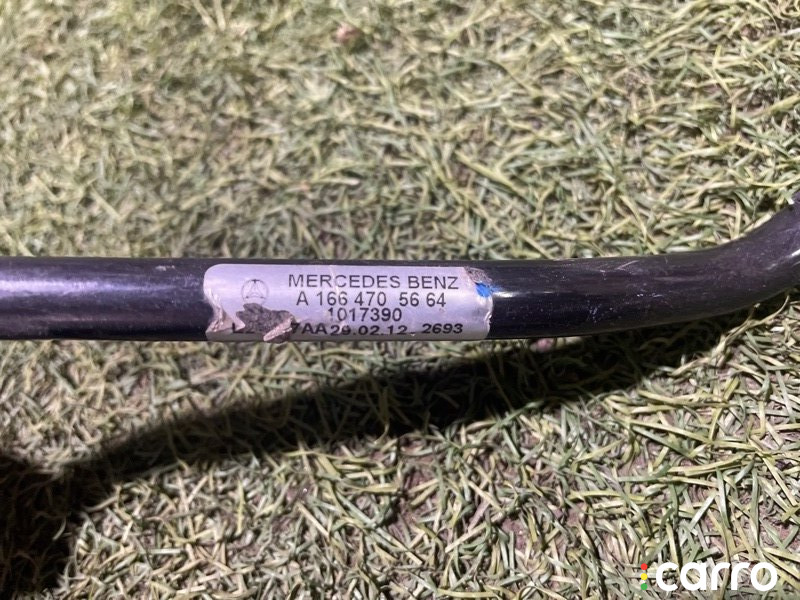 MERCEDES BENZ
A 166 470 56 64
1017390
7AA 29.02.12 2693
carro